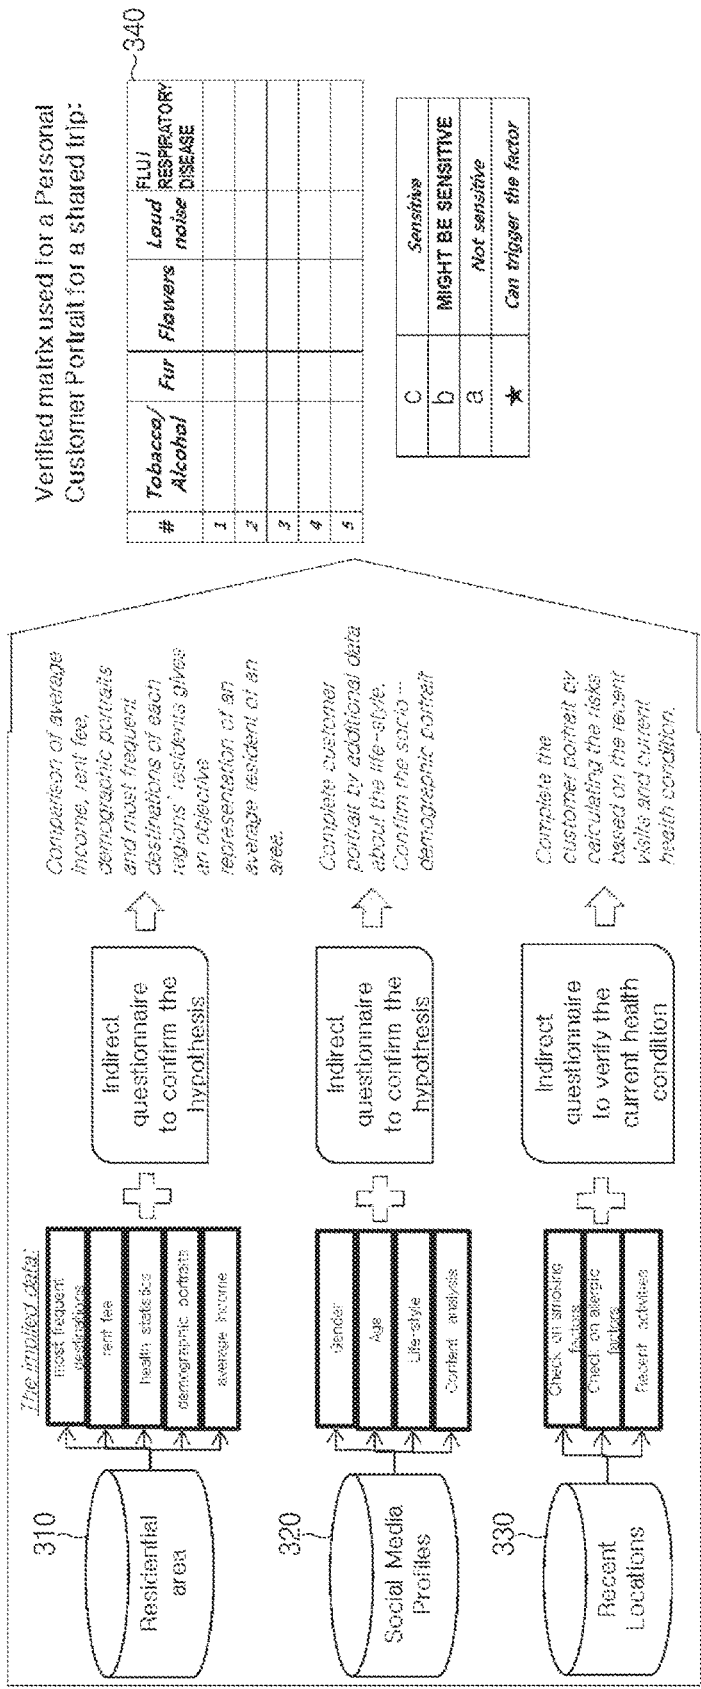 The implied data:
310
Residential
area
most frequent
destinations
rent fee
health statistics
demographic portraits
average income
Indirect
questionnaire
to confirm the
hypothesis
Comparison of average
income, rent fee,
demographic portraits
and most frequent
destinations of each
regions' residents gives
an objective
representation of an
average resident of an
area.
320
Social Media
Profiles
Gender
Age
Life-style
Content analysis
Indirect
questionnaire
to confirm the
hypothesis
Complete customer
portrait by additional data
about the life-style.
Confirm the socio-
demographic portrait
330
Recent
Locations
Check on smoking
factors
Check on allergic
factors
Recent activities
Indirect
questionnaire
to verify the
current health
condition
Complete the
customer portrait by
calculating the risks
based on the recent
visits and current
health condition.
Verified matrix used for a Personal
Customer Portrait for a shared trip:
340
# Tobacco/ Fur Flowers Loud FLU/
Alcohol noise RESPIRATORY
DISEASE
1
2
3
4
5
c Sensitive
b MIGHT BE SENSITIVE
a Not sensitive
★ Can trigger the factor